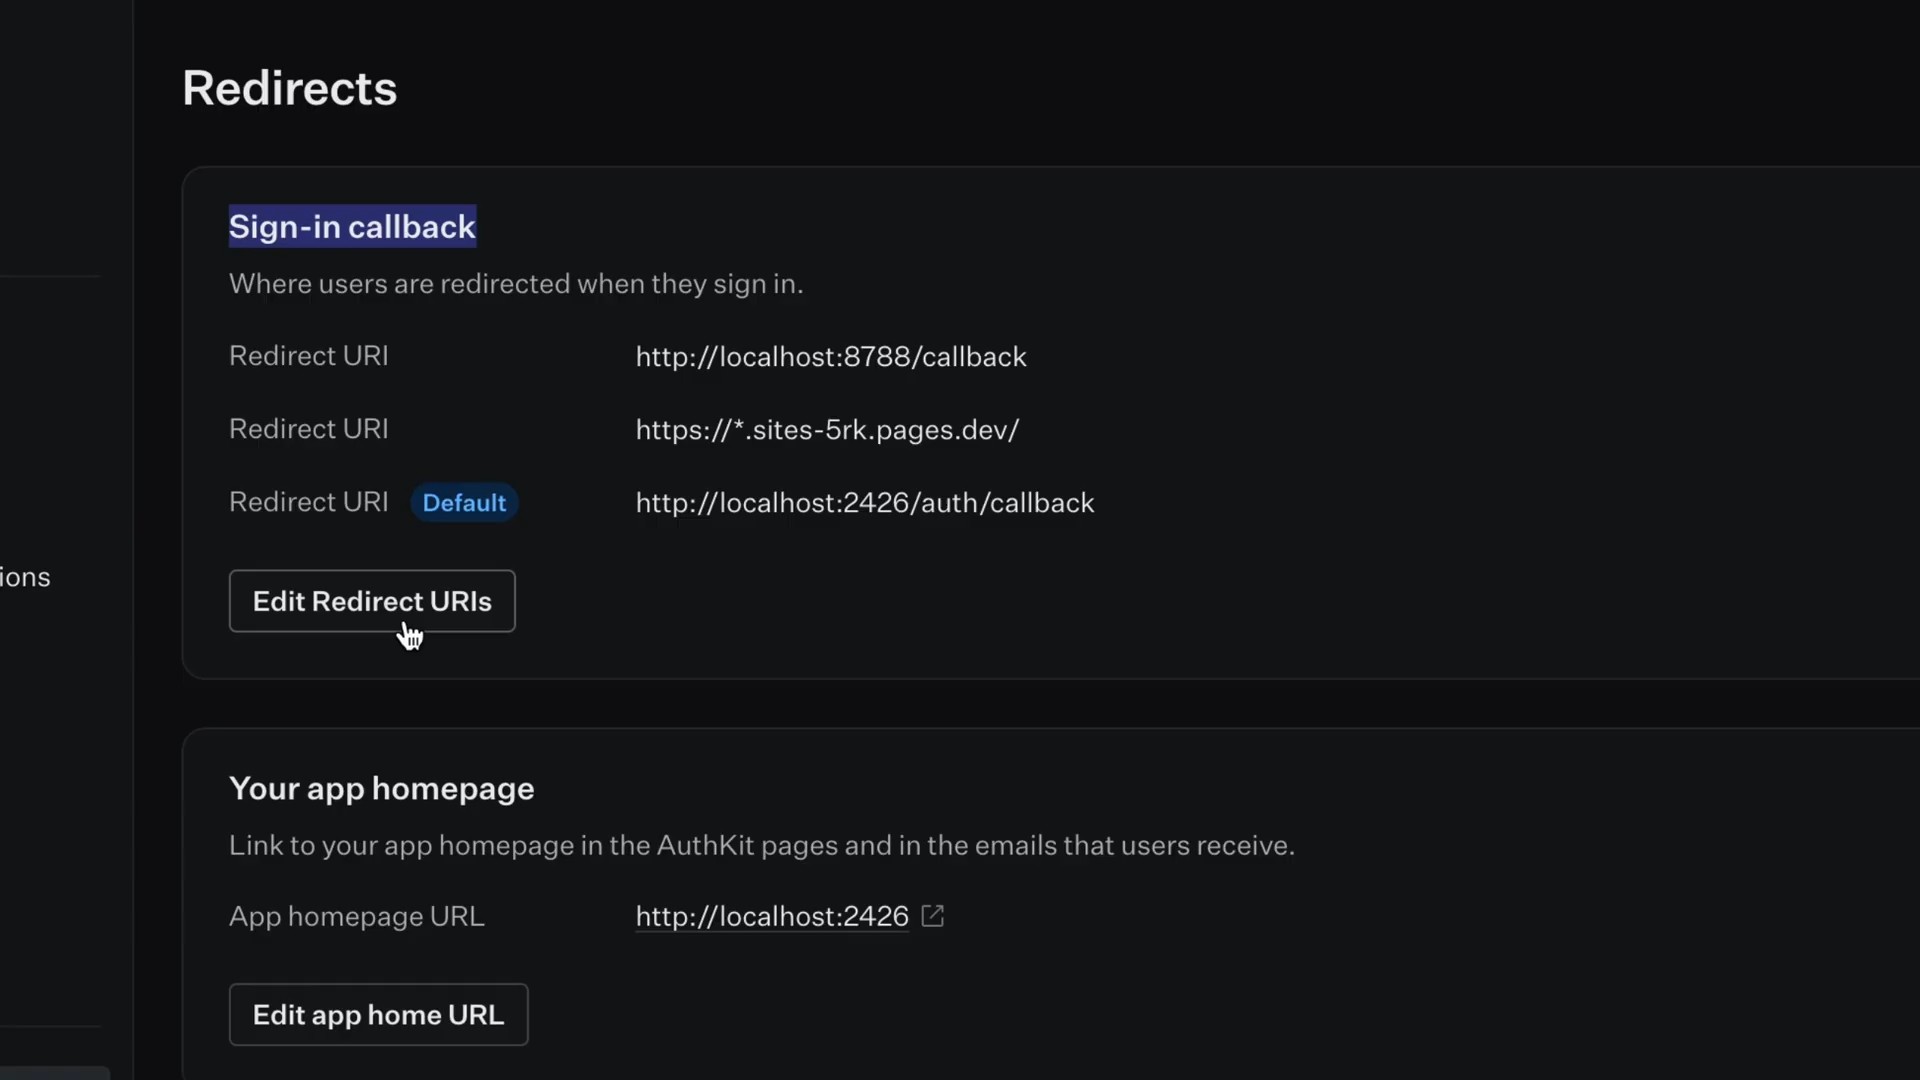 Redirects
Sign-in callback
Where users are redirected when they sign in.
Redirect URI http://localhost:8788/callback
Redirect URI https://*.sites-5rk.pages.dev/
Redirect URI Default http://localhost:2426/auth/callback
ions
Edit Redirect URIs
Your app homepage
Link to your app homepage in the AuthKit pages and in the emails that users receive.
App homepage URL http://localhost:2426
Edit app home URL